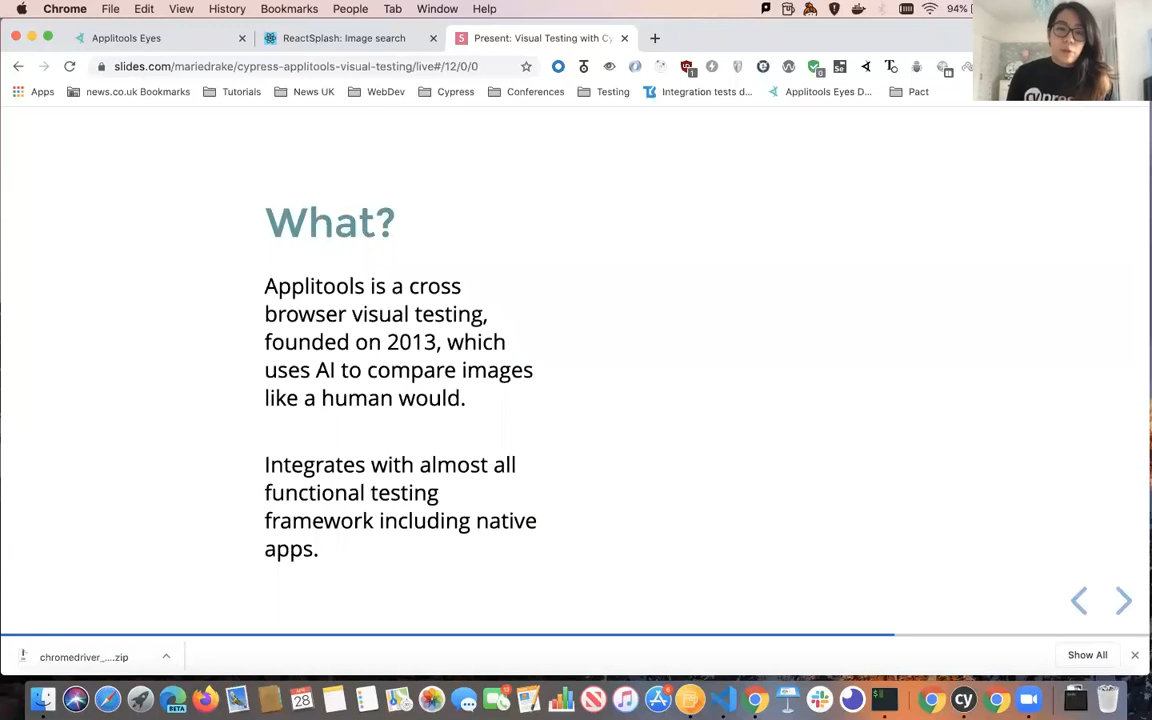 Chrome File Edit View History Bookmarks People Tab Window Help 94%
Applitools Eyes
ReactSplash: Image search
Present: Visual Testing with Cy
slides.com/mariedrake/cypress-applitools-visual-testing/live#/12/0/0
Apps news.co.uk Bookmarks Tutorials News UK WebDev Cypress Conferences Testing Integration tests d... Applitools Eyes D... Pact
What?
Applitools is a cross
browser visual testing,
founded on 2013, which
uses AI to compare images
like a human would.
Integrates with almost all
functional testing
framework including native
apps.
chromedriver_....zip
Show All